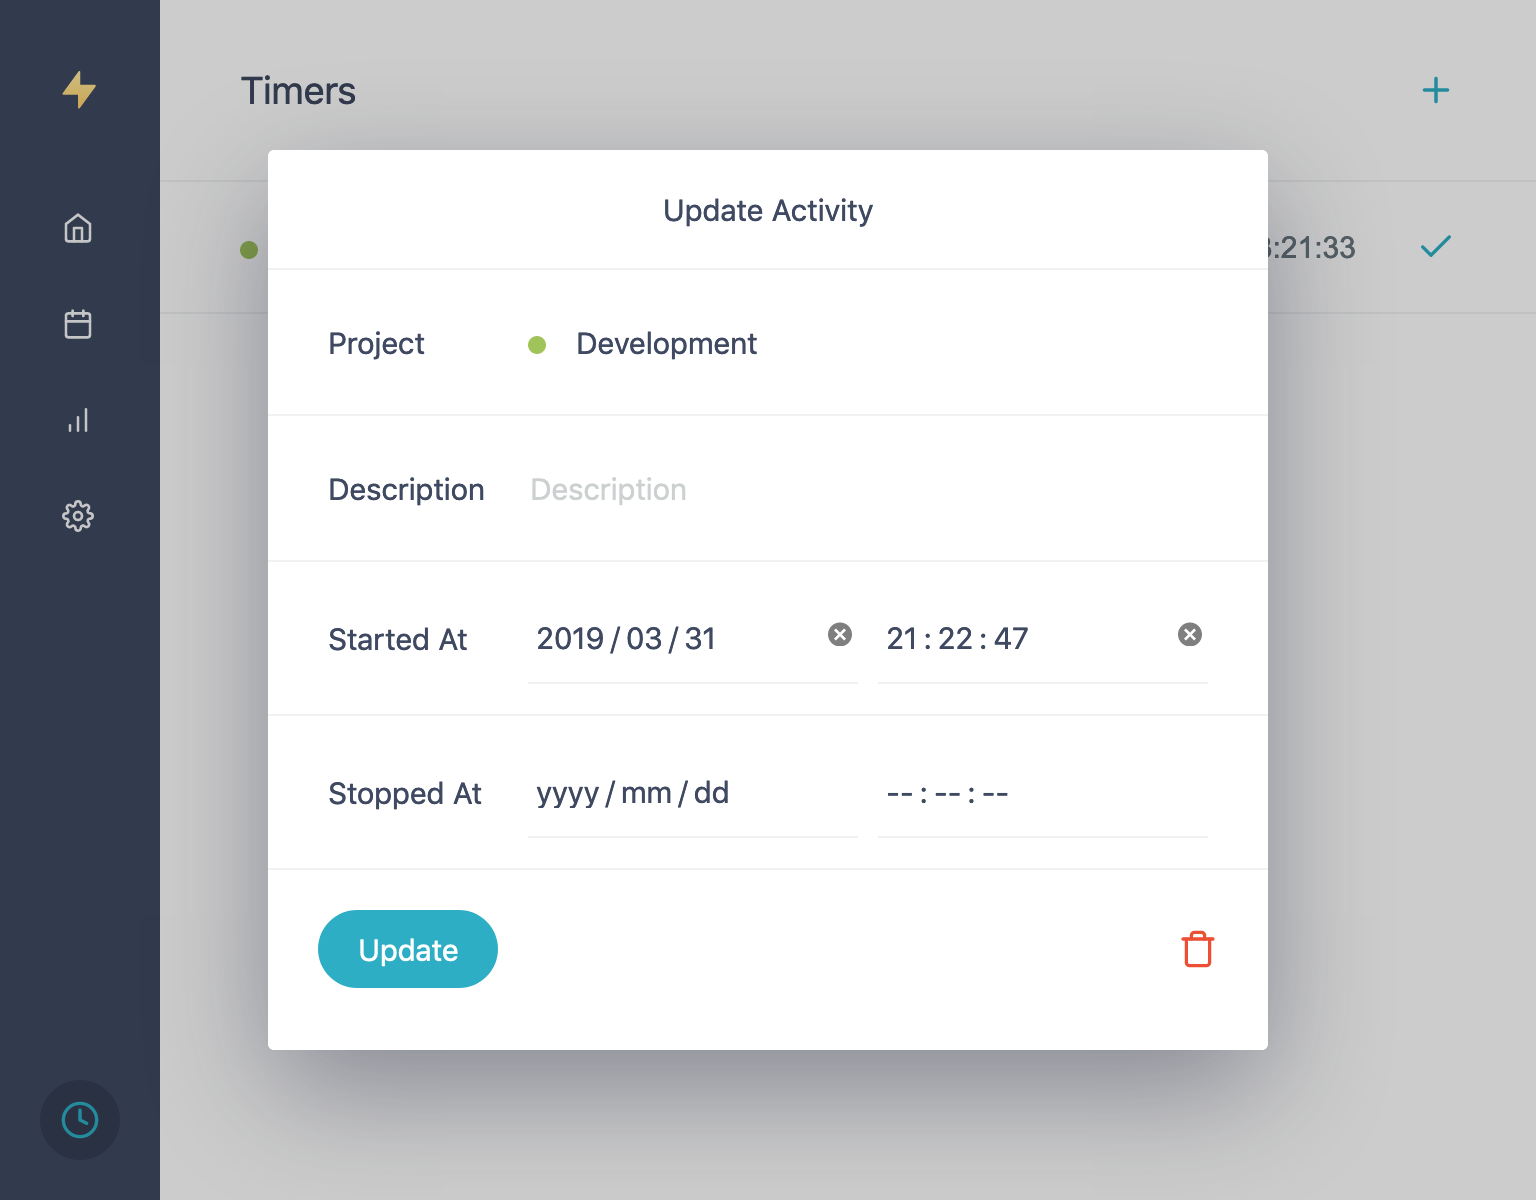 Timers
Update Activity
:21:33
Project Development
Description Description
Started At 2019 / 03 / 31 21 : 22 : 47
Stopped At yyyy / mm / dd -- : -- : --
Update